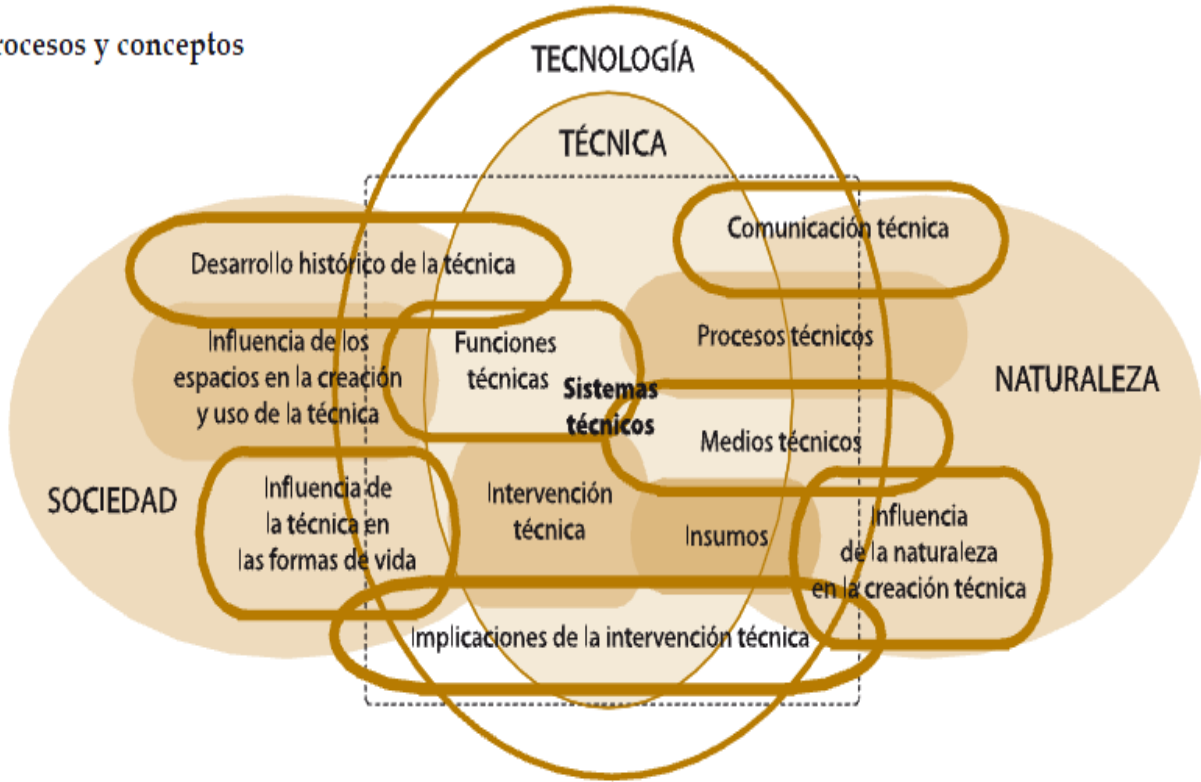 rocesos y conceptos
TECNOLOGÍA
TÉCNICA
Comunicación técnica
Desarrollo histórico de la técnica
Influencia de los
espacios en la creación
y uso de la técnica
Funciones
técnicas
Procesos técnicos
Sistemas
técnicos
NATURALEZA
Medios técnicos
SOCIEDAD
Influencia de
la técnica en
las formas de vida
Intervención
técnica
Insumos
Influencia
de la naturaleza
en la creación técnica
Implicaciones de la intervención técnica